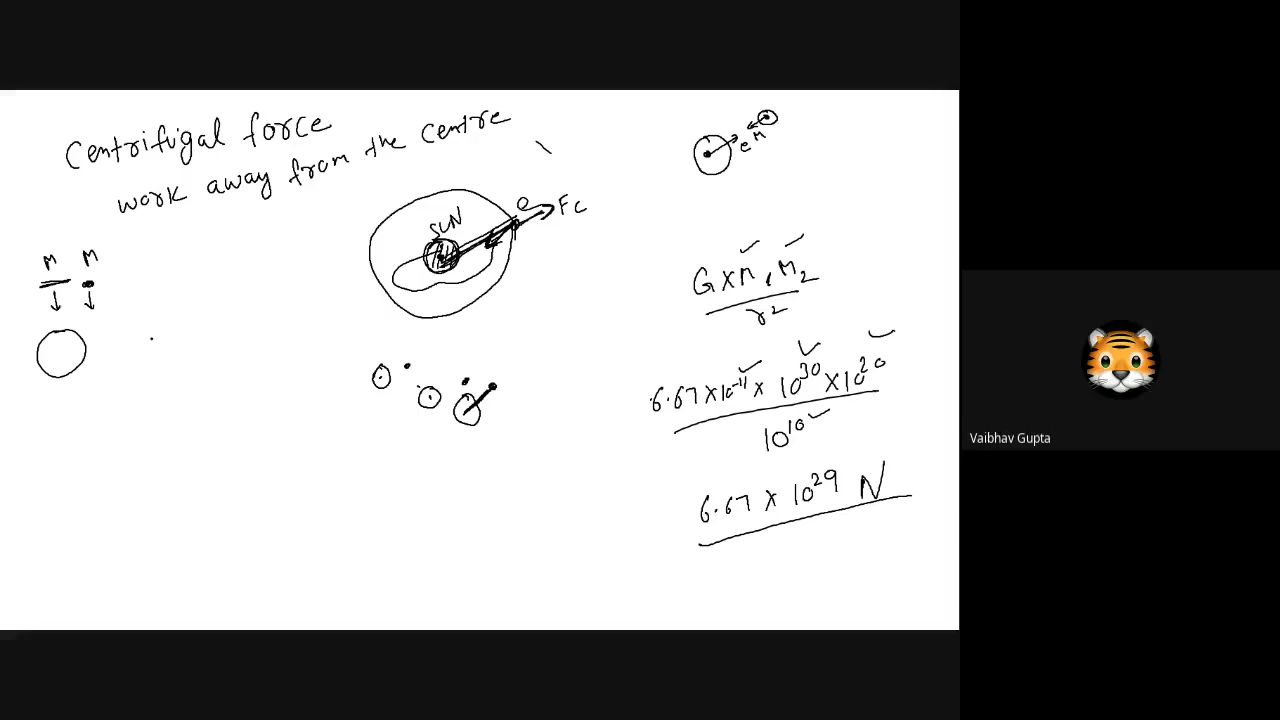 Centrifigal force
work away from the centre
M M
SUN
e
Fc
e M
G x M1 M2
r2
6.67 x 10-11 x 10 30 x 10 20
10 10
6.67 x 10 29 N
Vaibhav Gupta